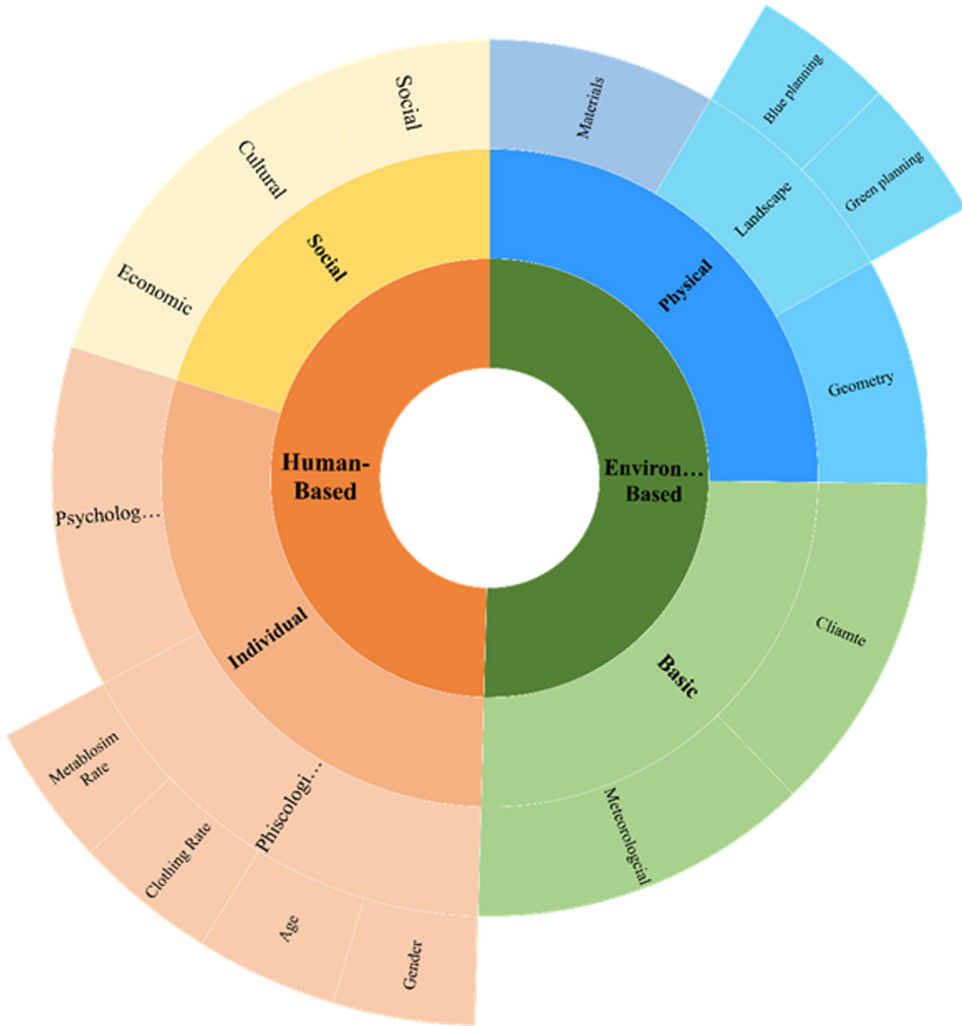 Blue planning
Green planning
Materials
Landscape
Geometry
Physical
Environ…
Based
Basic
Cliamte
Meteorologcial
Social
Cultural
Economic
Social
Human-
Based
Individual
Psycholog…
Phiscologi…
Metablosim
Rate
Clothing Rate
Age
Gender